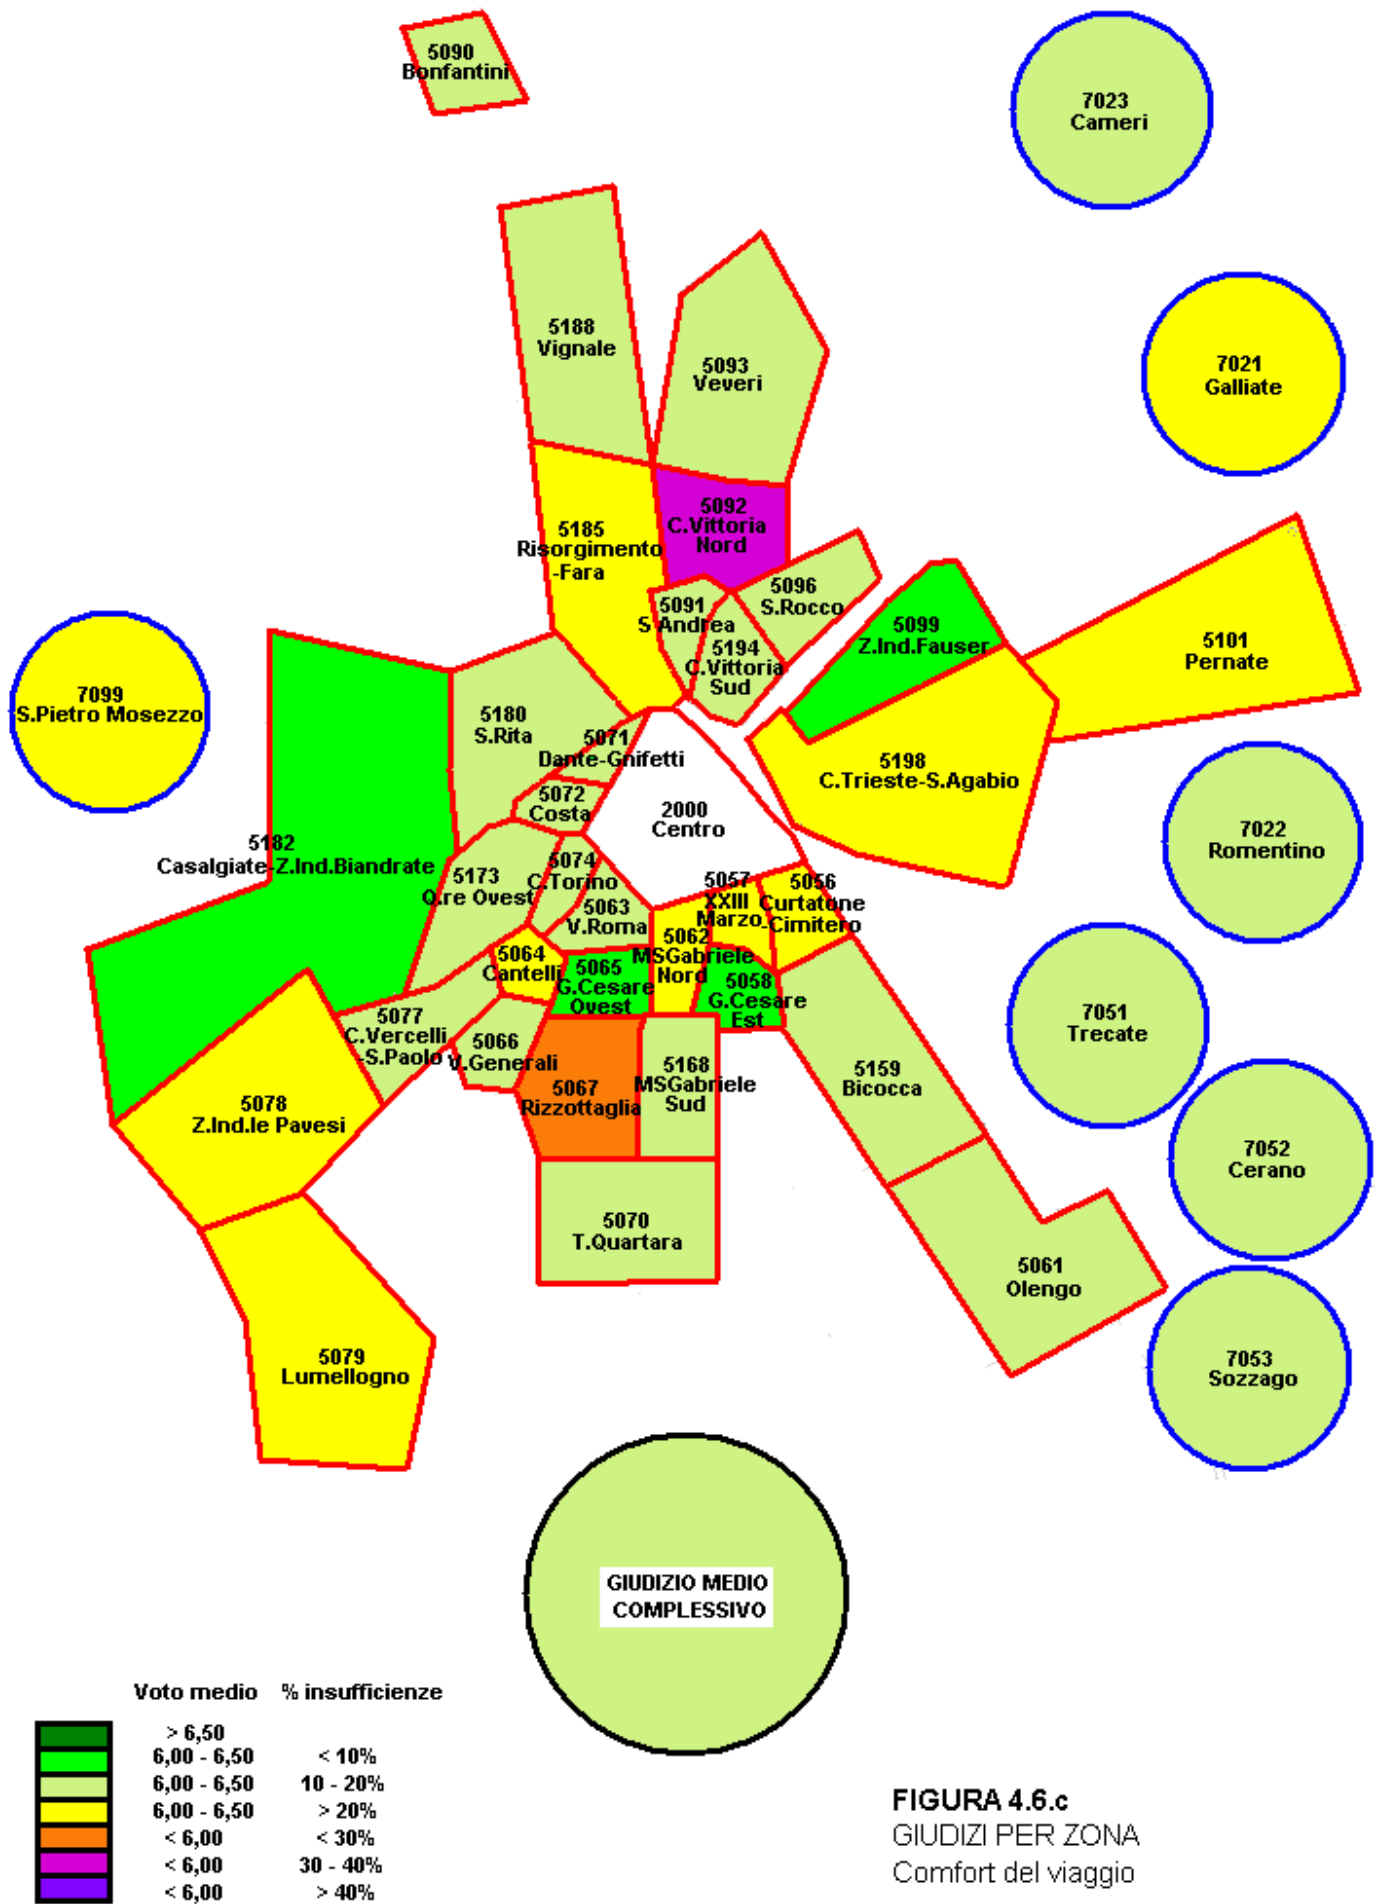 5090
Bonfantini
7023
Cameri
5188
Vignale
5093
Veveri
7021
Galliate
5092
C.Vittoria
Nord
5185
Risorgimento
-Fara
5096
S.Rocco
5091
S.Andrea
5099
Z.Ind.Fauser
5101
Pernate
5194
C.Vittoria
Sud
7099
S.Pietro Mosezzo
5180
S.Rita
5071
Dante-Gnifetti
5198
C.Trieste-S.Agabio
5072
Costa
2000
Centro
7022
Romentino
5182
Casalgiate-Z.Ind.Biandrate
5173
Q.re Ovest
5074
C.Torino
5063
V.Roma
5057
XXIII
Marzo
5056
Curtatone
-Cimitero
5064
Cantelli
5065
G.Cesare
Ovest
5062
MSGabriele
Nord
5058
G.Cesare
Est
7051
Trecate
5077
C.Vercelli
-S.Paolo
5066
V.Generali
5067
Rizzottaglia
5168
MSGabriele
Sud
5159
Bicocca
5078
Z.Ind.le Pavesi
7052
Cerano
5070
T.Quartara
5061
Olengo
5079
Lumellogno
7053
Sozzago
GIUDIZIO MEDIO
COMPLESSIVO
Voto medio % insufficienze
> 6,50
6,00 - 6,50 < 10%
6,00 - 6,50 10 - 20%
6,00 - 6,50 > 20%
< 6,00 < 30%
< 6,00 30 - 40%
< 6,00 > 40%
FIGURA 4.6.c
GIUDIZI PER ZONA
Comfort del viaggio